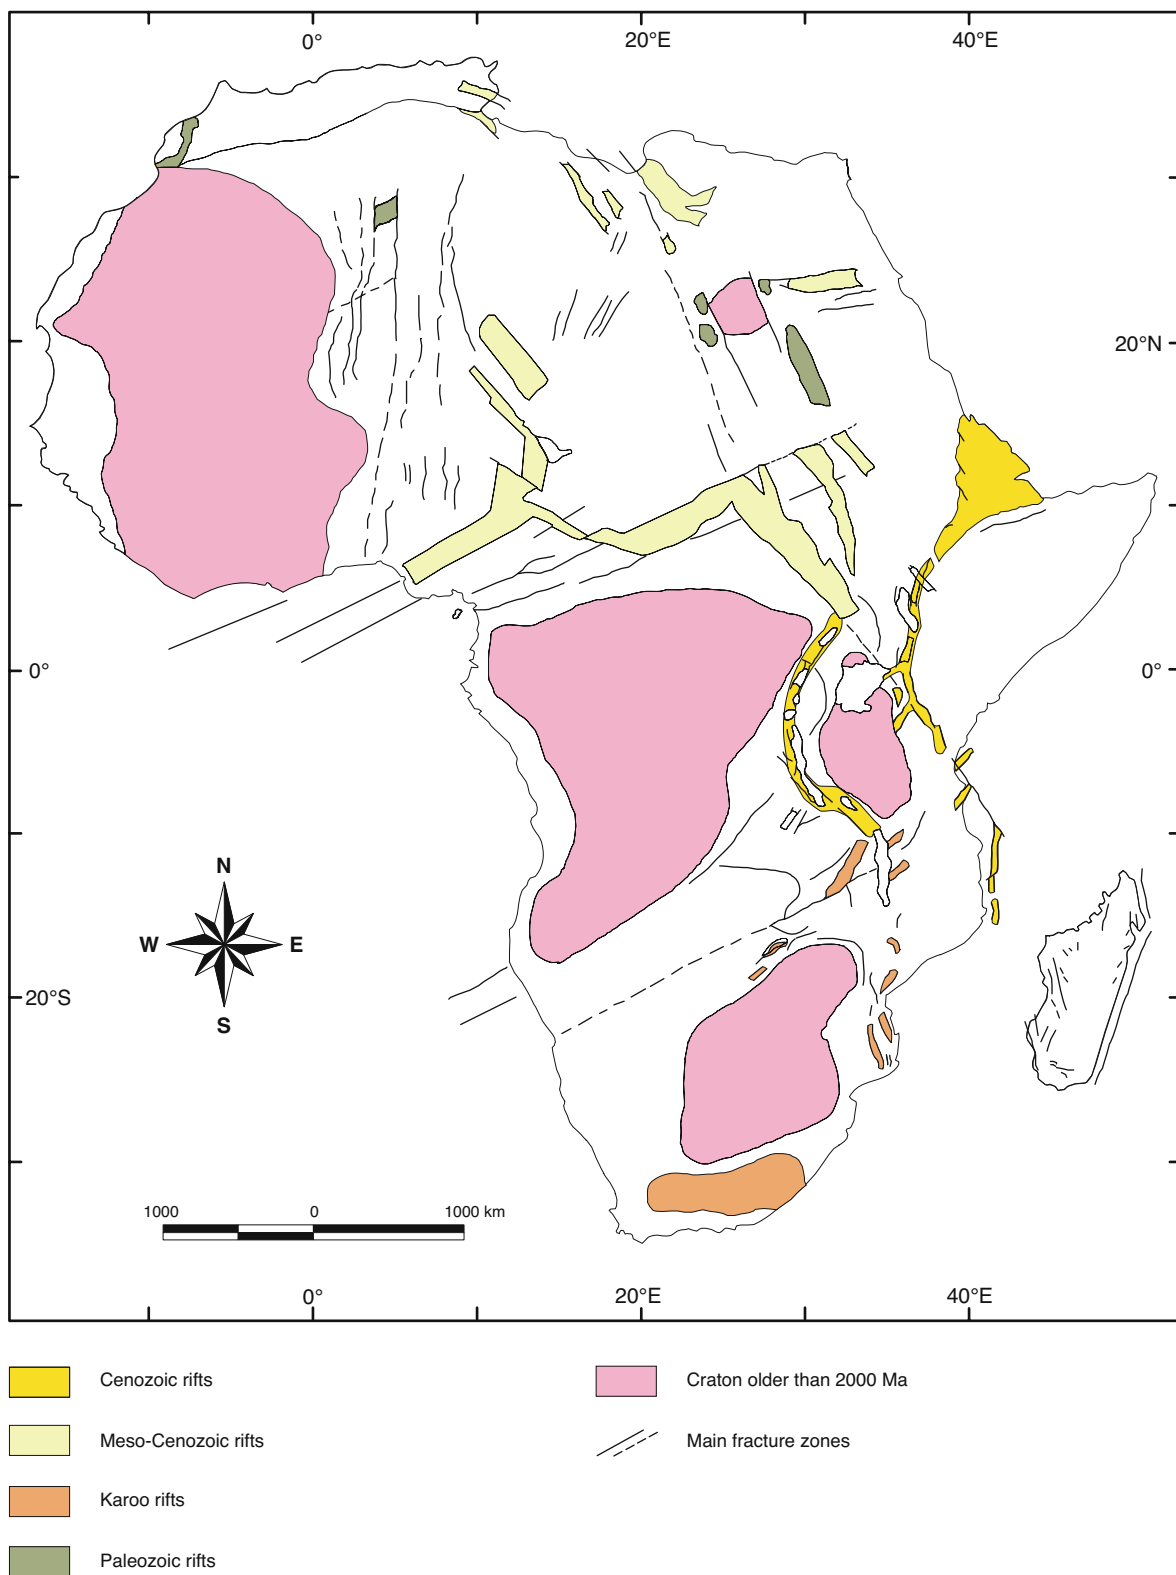 0° 20°E 40°E
20°N
0° 0°
N
W E
S
20°S
1000 0 1000 km
0° 20°E 40°E
Cenozoic rifts
Craton older than 2000 Ma
Meso-Cenozoic rifts
Main fracture zones
Karoo rifts
Paleozoic rifts